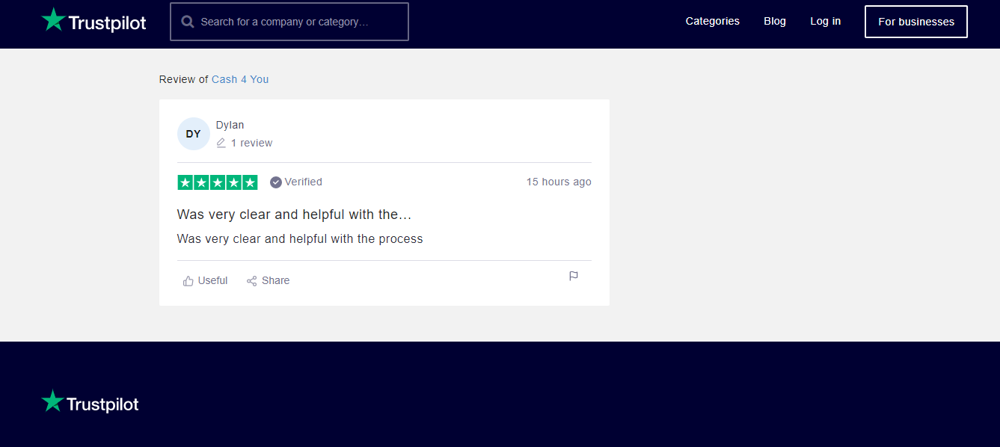 Trustpilot
Search for a company or category…
Categories Blog Log in For businesses
Review of Cash 4 You
DY
Dylan
1 review
Verified
15 hours ago
Was very clear and helpful with the…
Was very clear and helpful with the process
Useful Share
Trustpilot